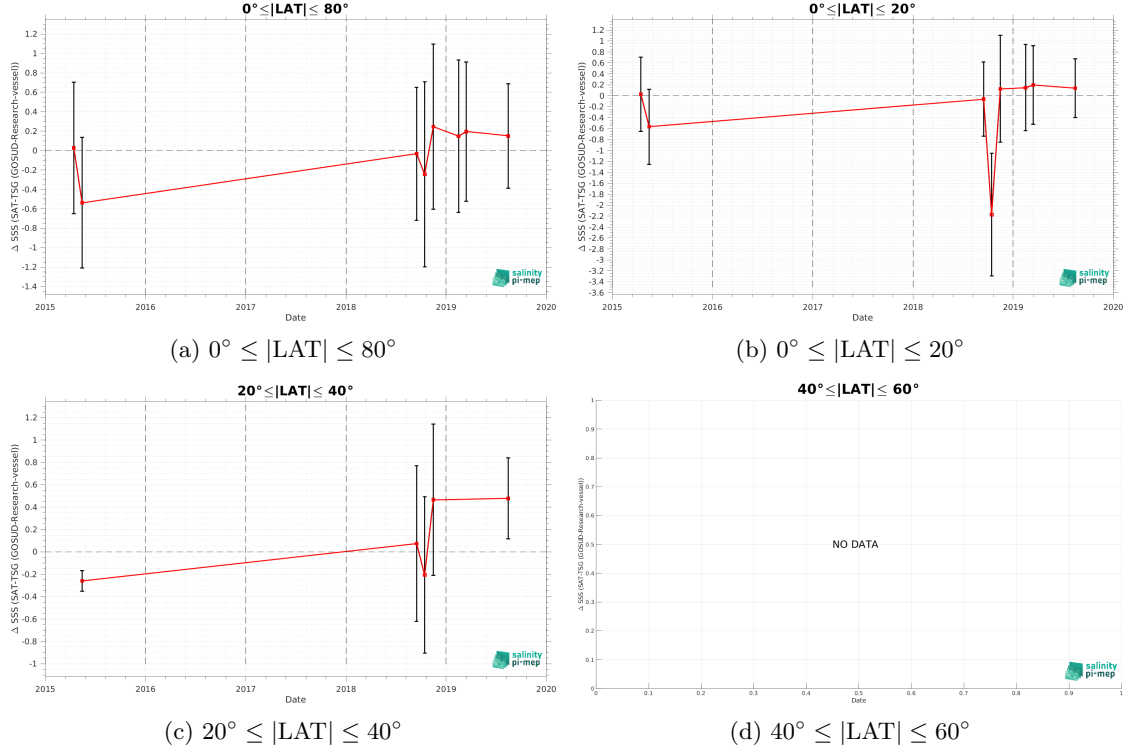 0°≤|LAT|≤ 80°
Δ SSS (SAT-TSG (GOSUD-Research-vessel))
1
0.8
0.6
0.4
0.2
0
-0.2
-0.4
-0.6
-0.8
-1
-1.2
-1.4
2015 2016 2017 2018 2019 2020
Date
salinity
pi-mep
(a) 0° ≤ |LAT| ≤ 80°
0°≤|LAT|≤ 20°
Δ SSS (SAT-TSG (GOSUD-Research-vessel))
1.2
1
0.8
0.6
0.4
0.2
0
-0.2
-0.4
-0.6
-0.8
-1
-1.2
-1.4
-1.6
-1.8
-2
-2.2
-2.4
-2.6
-2.8
-3
-3.2
-3.4
-3.6
2015 2016 2017 2018 2019 2020
Date
salinity
pi-mep
(b) 0° ≤ |LAT| ≤ 20°
20°≤|LAT|≤ 40°
Δ SSS (SAT-TSG (GOSUD-Research-vessel))
1.2
1
0.8
0.6
0.4
0.2
0
-0.2
-0.4
-0.6
-0.8
-1
2015 2016 2017 2018 2019 2020
Date
salinity
pi-mep
(c) 20° ≤ |LAT| ≤ 40°
40°≤|LAT|≤ 60°
Δ SSS (SAT-TSG (GOSUD-Research-vessel))
1
0.9
0.8
0.7
0.6
0.5
0.4
0.3
0.2
0.1
0
NO DATA
0 0.1 0.2 0.3 0.4 0.5 0.6 0.7 0.8 0.9 1
Date
salinity
pi-mep
(d) 40° ≤ |LAT| ≤ 60°